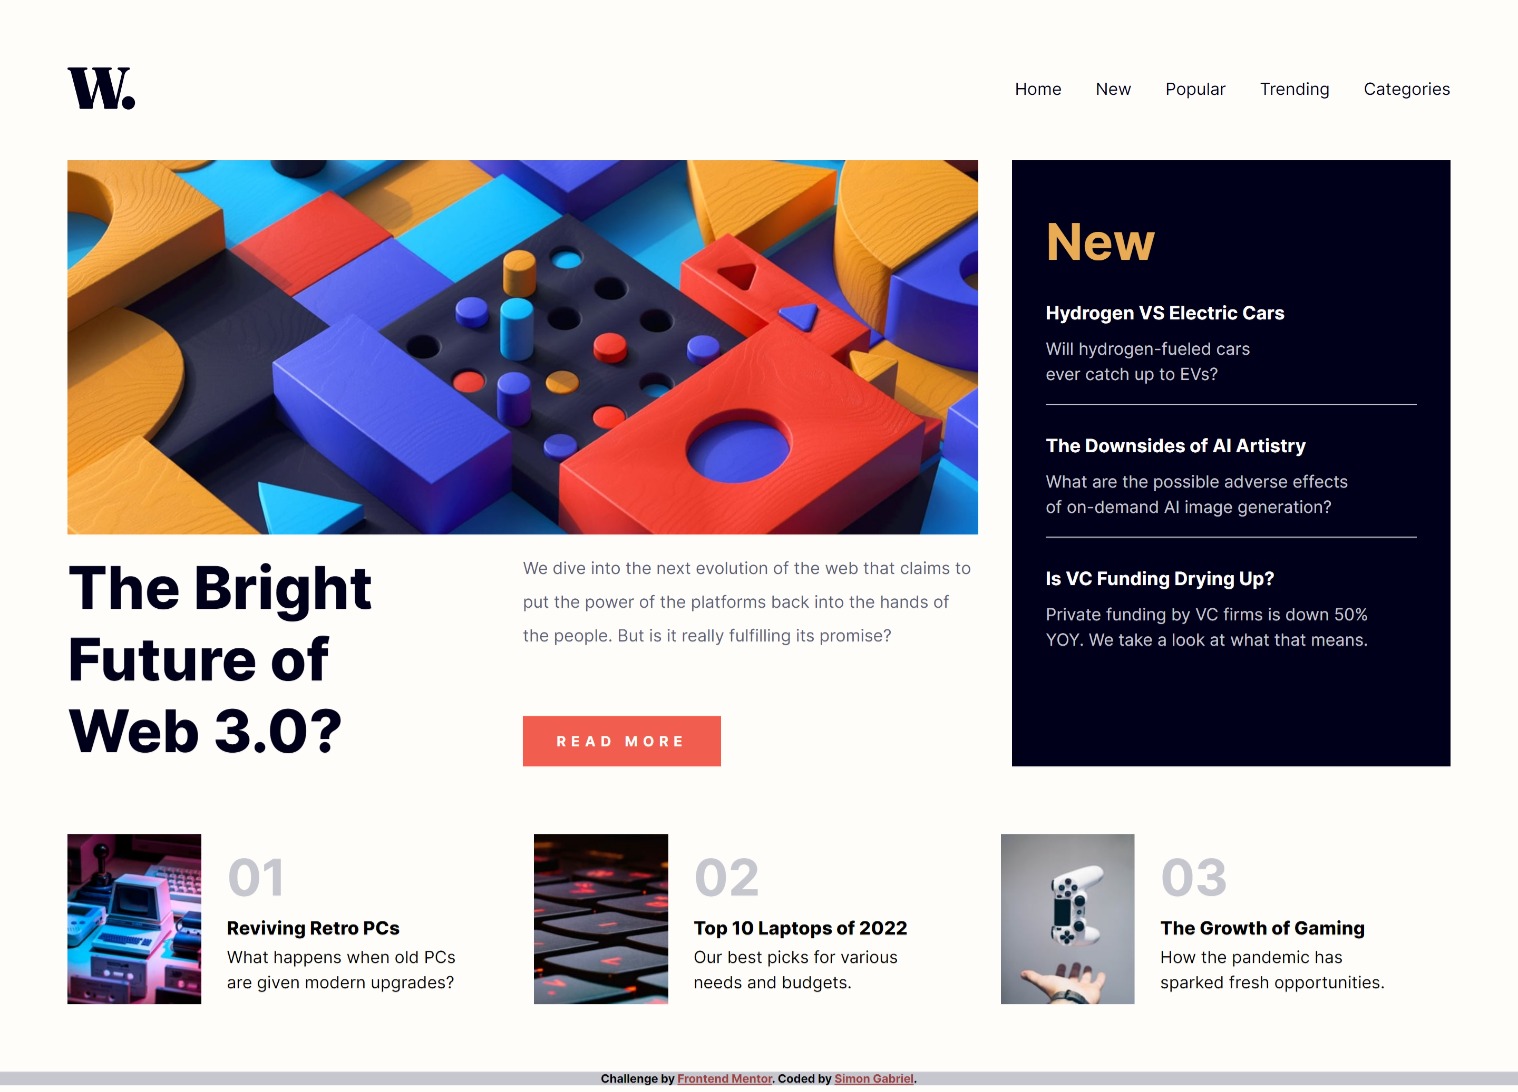 W.
Home New Popular Trending Categories
The Bright
Future of
Web 3.0?
We dive into the next evolution of the web that claims to
put the power of the platforms back into the hands of
the people. But is it really fulfilling its promise?
READ MORE
New
Hydrogen VS Electric Cars
Will hydrogen-fueled cars
ever catch up to EVs?
The Downsides of AI Artistry
What are the possible adverse effects
of on-demand AI image generation?
Is VC Funding Drying Up?
Private funding by VC firms is down 50%
YOY. We take a look at what that means.
01
Reviving Retro PCs
What happens when old PCs
are given modern upgrades?
02
Top 10 Laptops of 2022
Our best picks for various
needs and budgets.
03
The Growth of Gaming
How the pandemic has
sparked fresh opportunities.
Challenge by Frontend Mentor. Coded by Simon Gabriel.